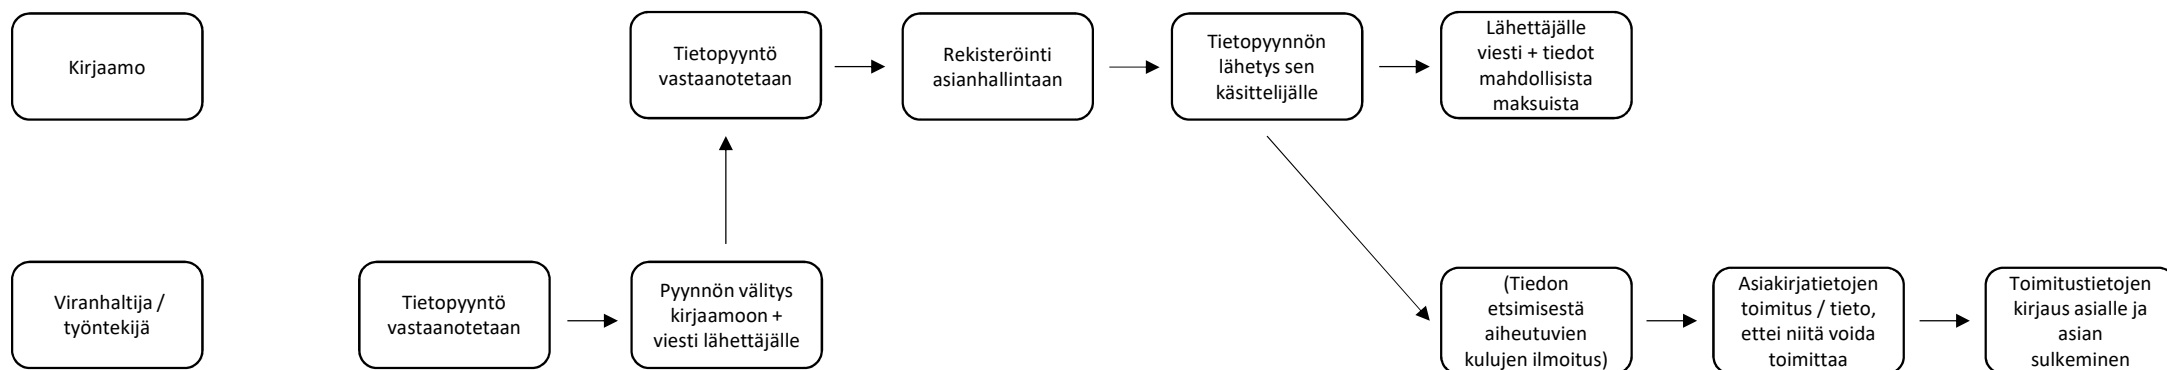 Kirjaamo
Tietopyyntö
vastaanotetaan
Rekisteröinti
asianhallintaan
Tietopyynnön
lähetys sen
käsittelijälle
Lähettäjälle
viesti + tiedot
mahdollisista
maksuista
Viranhaltija /
työntekijä
Tietopyyntö
vastaanotetaan
Pyynnön välitys
kirjaamoon +
viesti lähettäjälle
(Tiedon
etsimisestä
aiheutuvien
kulujen ilmoitus)
Asiakirjatietojen
toimitus / tieto,
ettei niitä voida
toimittaa
Toimitustietojen
kirjaus asialle ja
asian
sulkeminen